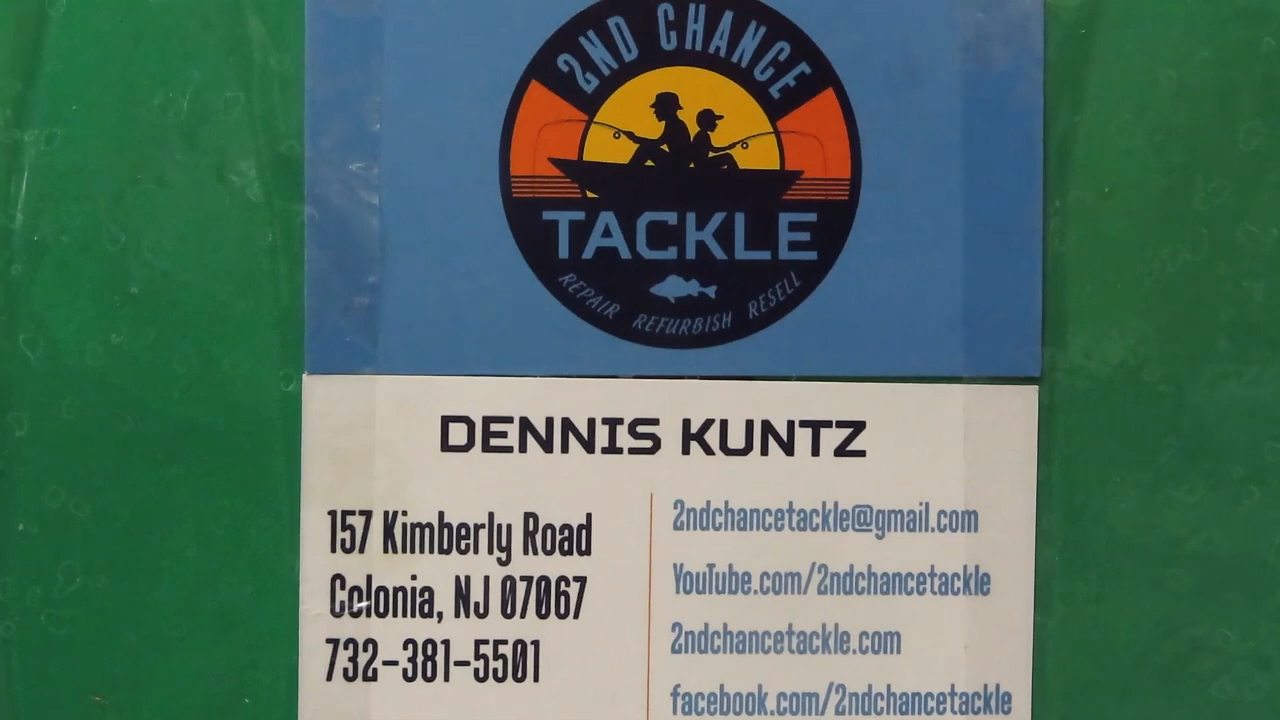 2ND CHANCE
TACKLE
REPAIR REFURBISH RESELL
DENNIS KUNTZ
157 Kimberly Road
Colonia, NJ 07067
732-381-5501
2ndchancetackle@gmail.com
YouTube.com/2ndchancetackle
2ndchancetackle.com
facebook.com/2ndchancetackle